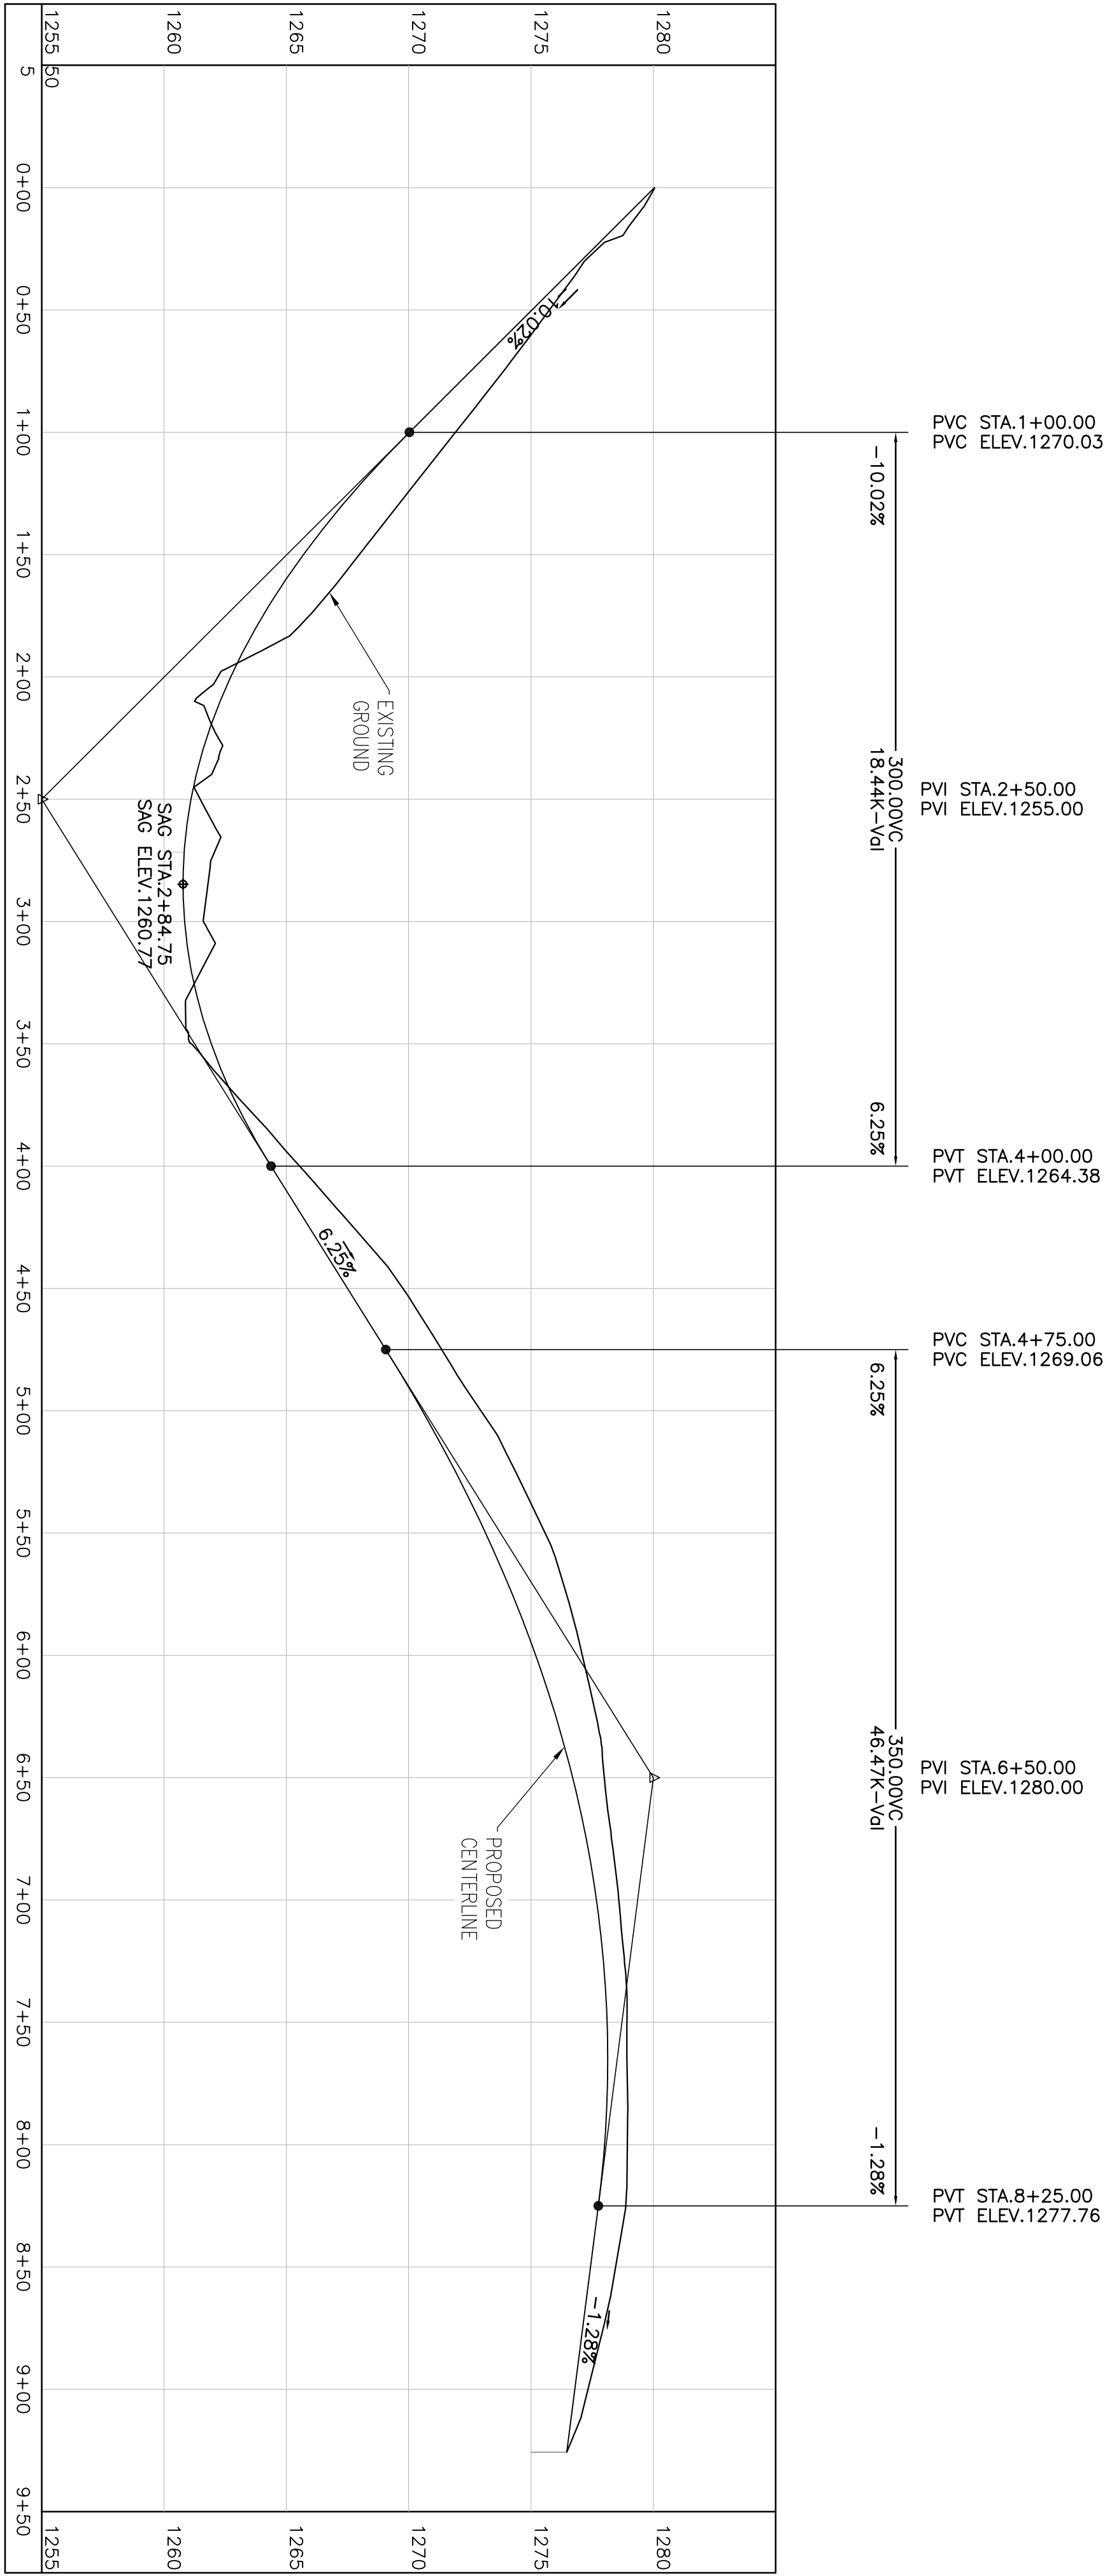 PVC STA.1+00.00
PVC ELEV.1270.03
PVI STA.2+50.00
PVI ELEV.1255.00
PVT STA.4+00.00
PVT ELEV.1264.38
PVC STA.4+75.00
PVC ELEV.1269.06
PVI STA.6+50.00
PVI ELEV.1280.00
PVT STA.8+25.00
PVT ELEV.1277.76
300.00VC
18.44K-Val
-10.02%
6.25%
350.00VC
46.47K-Val
6.25%
-1.28%
1280
1275
1270
1265
1260
1255
-10.02%
EXISTING
GROUND
SAG STA.2+84.75
SAG ELEV.1260.77
6.25%
PROPOSED
CENTERLINE
-1.28%
1280
1275
1270
1265
1260
1255
50
5
0+00
0+50
1+00
1+50
2+00
2+50
3+00
3+50
4+00
4+50
5+00
5+50
6+00
6+50
7+00
7+50
8+00
8+50
9+00
9+50